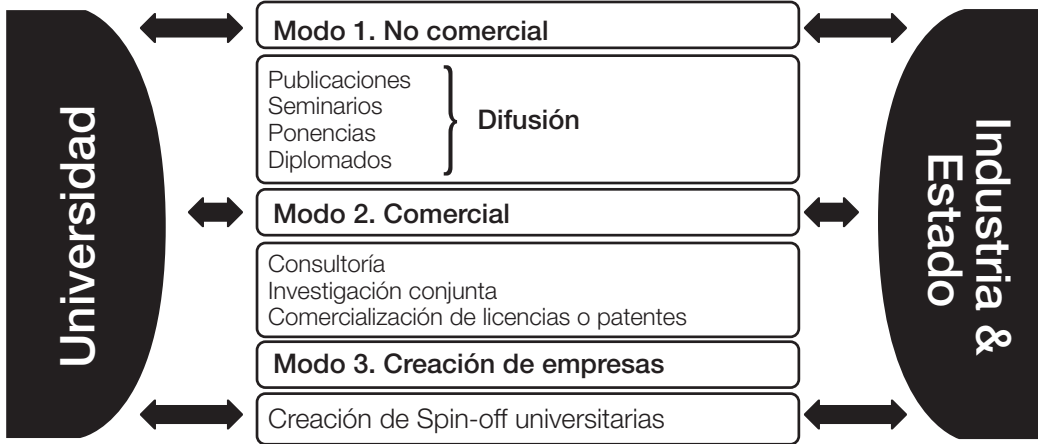 Universidad
Modo 1. No comercial
Publicaciones
Seminarios
Ponencias
Diplomados
Difusión
Modo 2. Comercial
Consultoría
Investigación conjunta
Comercialización de licencias o patentes
Modo 3. Creación de empresas
Creación de Spin-off universitarias
Industria &
Estado